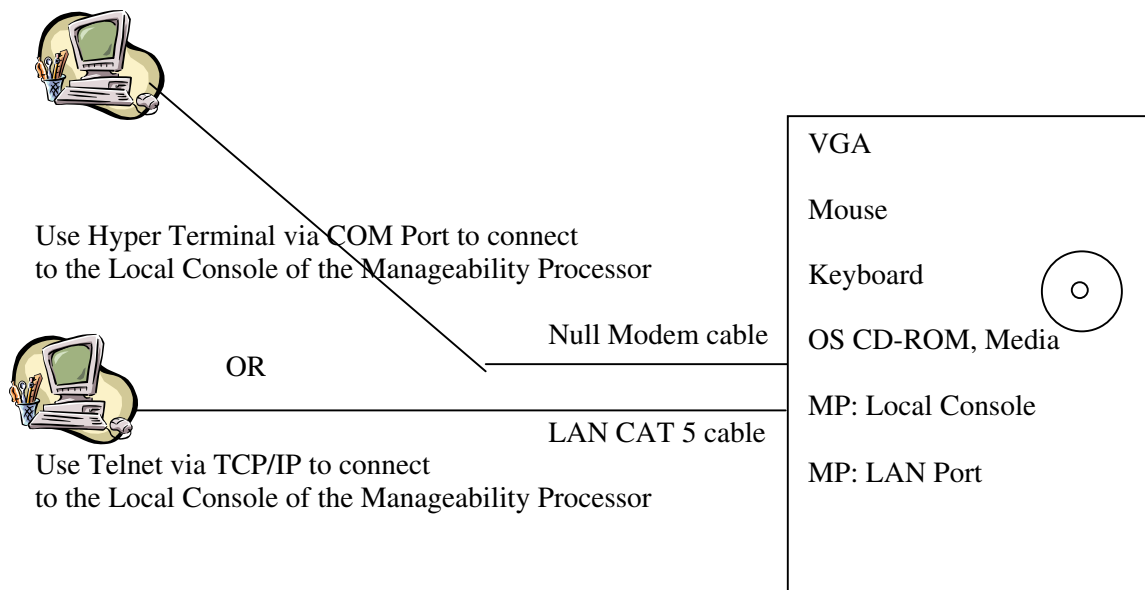 Use Hyper Terminal via COM Port to connect
to the Local Console of the Manageability Processor
Null Modem cable
OR
LAN CAT 5 cable
Use Telnet via TCP/IP to connect
to the Local Console of the Manageability Processor
VGA
Mouse
Keyboard
OS CD-ROM, Media
MP: Local Console
MP: LAN Port